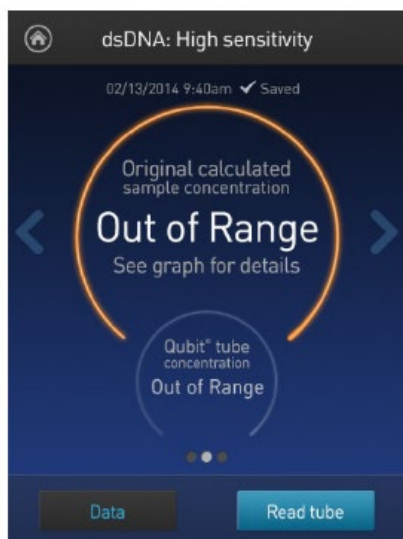 dsDNA: High sensitivity
02/13/2014 9:40am ✓ Saved
Original calculated
sample concentration
Out of Range
See graph for details
Qubit® tube
concentration
Out of Range
Data
Read tube